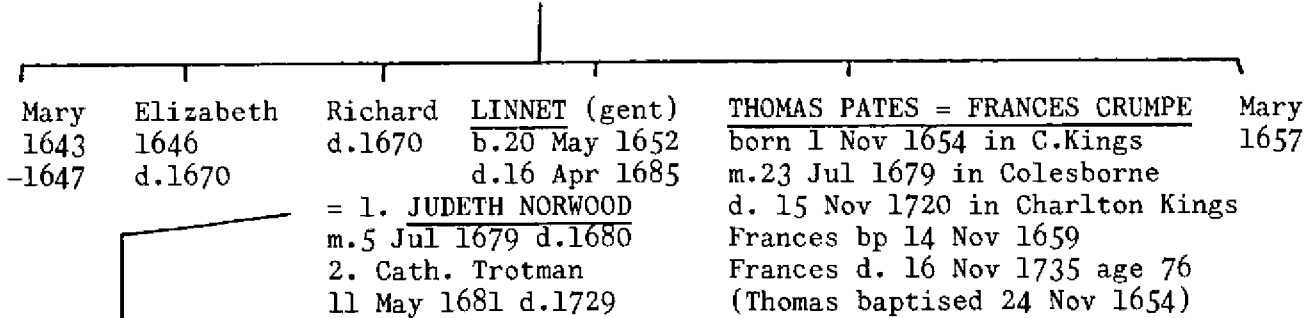 Mary Elizabeth Richard LINNET (gent) THOMAS PATES = FRANCES CRUMPE Mary
1643 1646 d.1670 b.20 May 1652 born 1 Nov 1654 in C.Kings 1657
-1647 d.1670 d.16 Apr 1685 m.23 Jul 1679 in Colesborne
= 1. JUDETH NORWOOD d. 15 Nov 1720 in Charlton Kings
m.5 Jul 1679 d.1680 Frances bp 14 Nov 1659
2. Cath. Trotman Frances d. 16 Nov 1735 age 76
11 May 1681 d.1729 (Thomas baptised 24 Nov 1654)